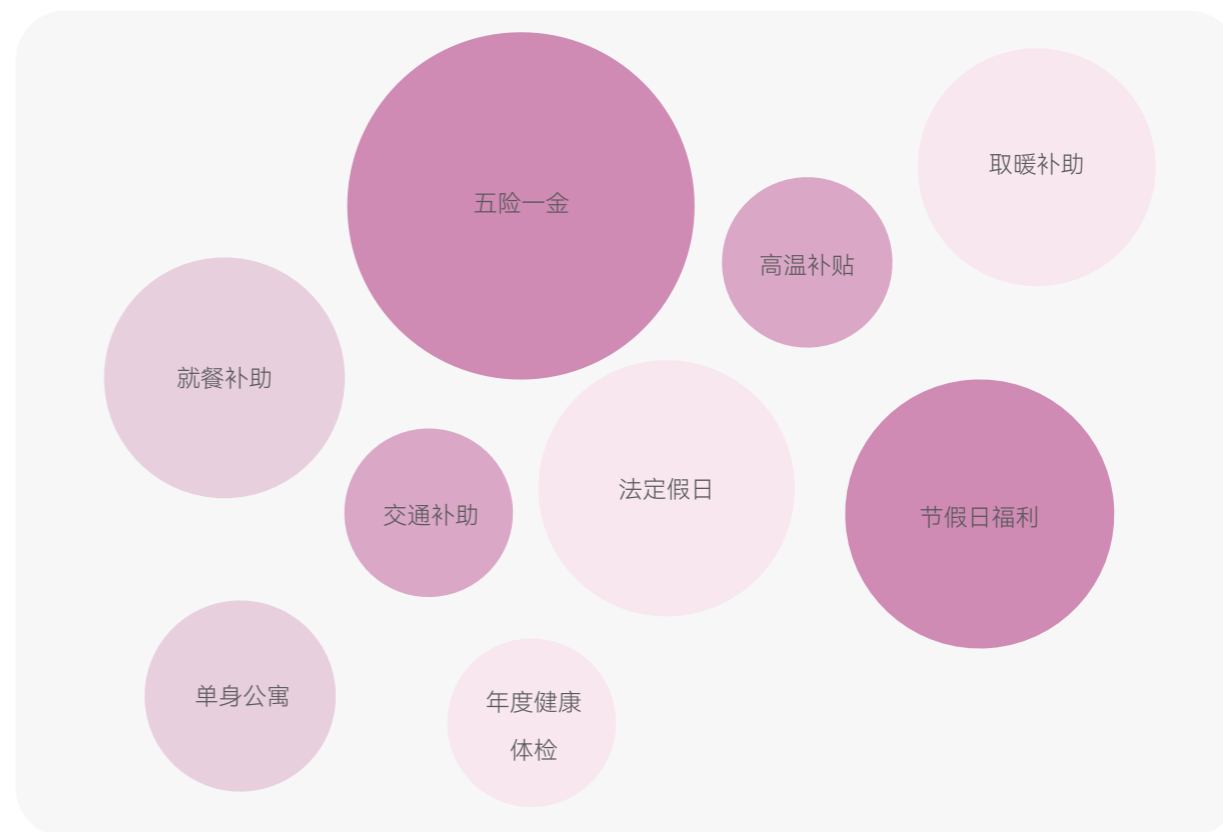 取暖补助
五险一金
高温补贴
就餐补助
法定假日
交通补助
节假日福利
单身公寓
年度健康
体检